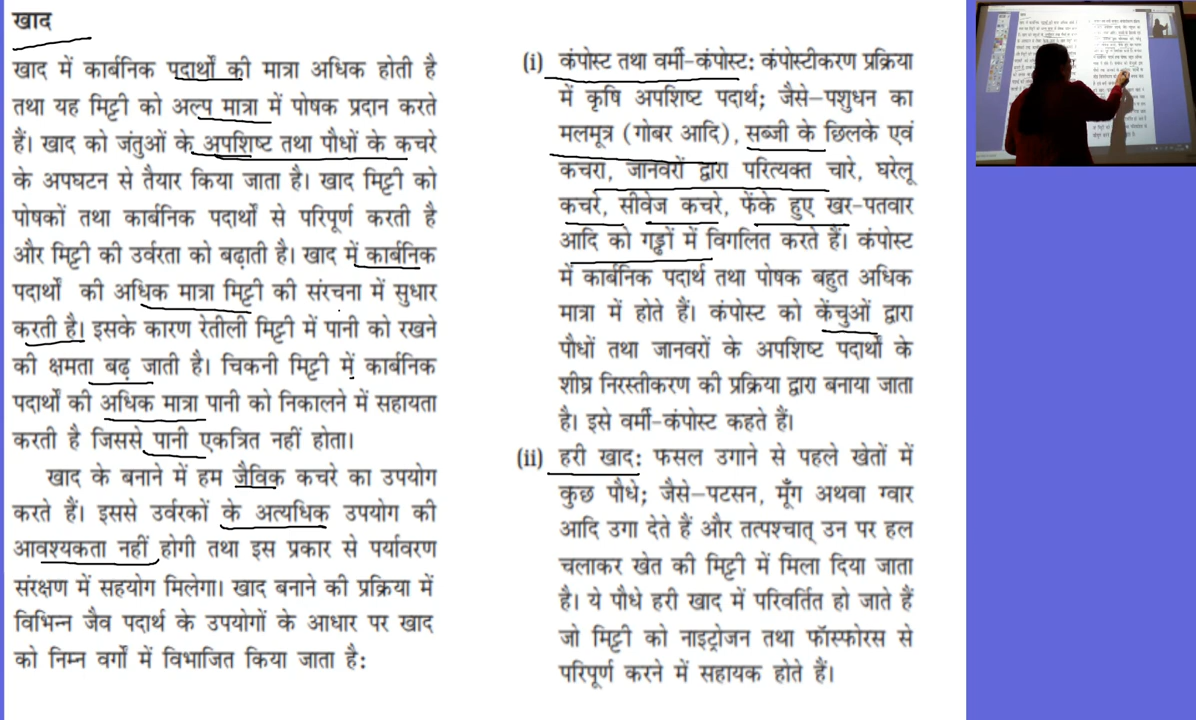 खाद
खाद में कार्बनिक पदार्थों की मात्रा अधिक होती है
तथा यह मिट्टी को अल्प मात्रा में पोषक प्रदान करते
हैं। खाद को जंतुओं के अपशिष्ट तथा पौधों के कचरे
के अपघटन से तैयार किया जाता है। खाद मिट्टी को
पोषकों तथा कार्बनिक पदार्थों से परिपूर्ण करती है
और मिट्टी की उर्वरता को बढ़ाती है। खाद में कार्बनिक
पदार्थों की अधिक मात्रा मिट्टी की संरचना में सुधार
करती है। इसके कारण रेतीली मिट्टी में पानी को रखने
की क्षमता बढ़ जाती है। चिकनी मिट्टी में कार्बनिक
पदार्थों की अधिक मात्रा पानी को निकालने में सहायता
करती है जिससे पानी एकत्रित नहीं होता।
खाद के बनाने में हम जैविक कचरे का उपयोग
करते हैं। इससे उर्वरकों के अत्यधिक उपयोग की
आवश्यकता नहीं होगी तथा इस प्रकार से पर्यावरण
संरक्षण में सहयोग मिलेगा। खाद बनाने की प्रक्रिया में
विभिन्न जैव पदार्थ के उपयोगों के आधार पर खाद
को निम्न वर्गों में विभाजित किया जाता है:
(i) कंपोस्ट तथा वर्मी-कंपोस्ट: कंपोस्टीकरण प्रक्रिया
में कृषि अपशिष्ट पदार्थ; जैसे–पशुधन का
मलमूत्र (गोबर आदि), सब्जी के छिलके एवं
कचरा, जानवरों द्वारा परित्यक्त चारे, घरेलू
कचरे, सीवेज कचरे, फेंके हुए खर-पतवार
आदि को गड्ढों में विगलित करते हैं। कंपोस्ट
में कार्बनिक पदार्थ तथा पोषक बहुत अधिक
मात्रा में होते हैं। कंपोस्ट को केंचुओं द्वारा
पौधों तथा जानवरों के अपशिष्ट पदार्थों के
शीघ्र निरस्तीकरण की प्रक्रिया द्वारा बनाया जाता
है। इसे वर्मी-कंपोस्ट कहते हैं।
(ii) हरी खाद: फसल उगाने से पहले खेतों में
कुछ पौधे; जैसे–पटसन, मूँग अथवा ग्वार
आदि उगा देते हैं और तत्पश्चात् उन पर हल
चलाकर खेत की मिट्टी में मिला दिया जाता
है। ये पौधे हरी खाद में परिवर्तित हो जाते हैं
जो मिट्टी को नाइट्रोजन तथा फॉस्फोरस से
परिपूर्ण करने में सहायक होते हैं।